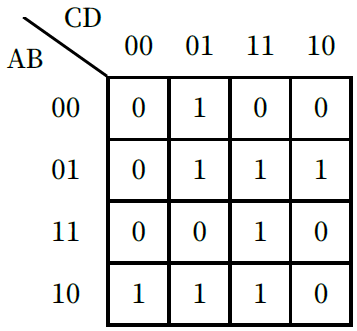 CD
AB
00 01 11 10
00 0 1 0 0
01 0 1 1 1
11 0 0 1 0
10 1 1 1 0